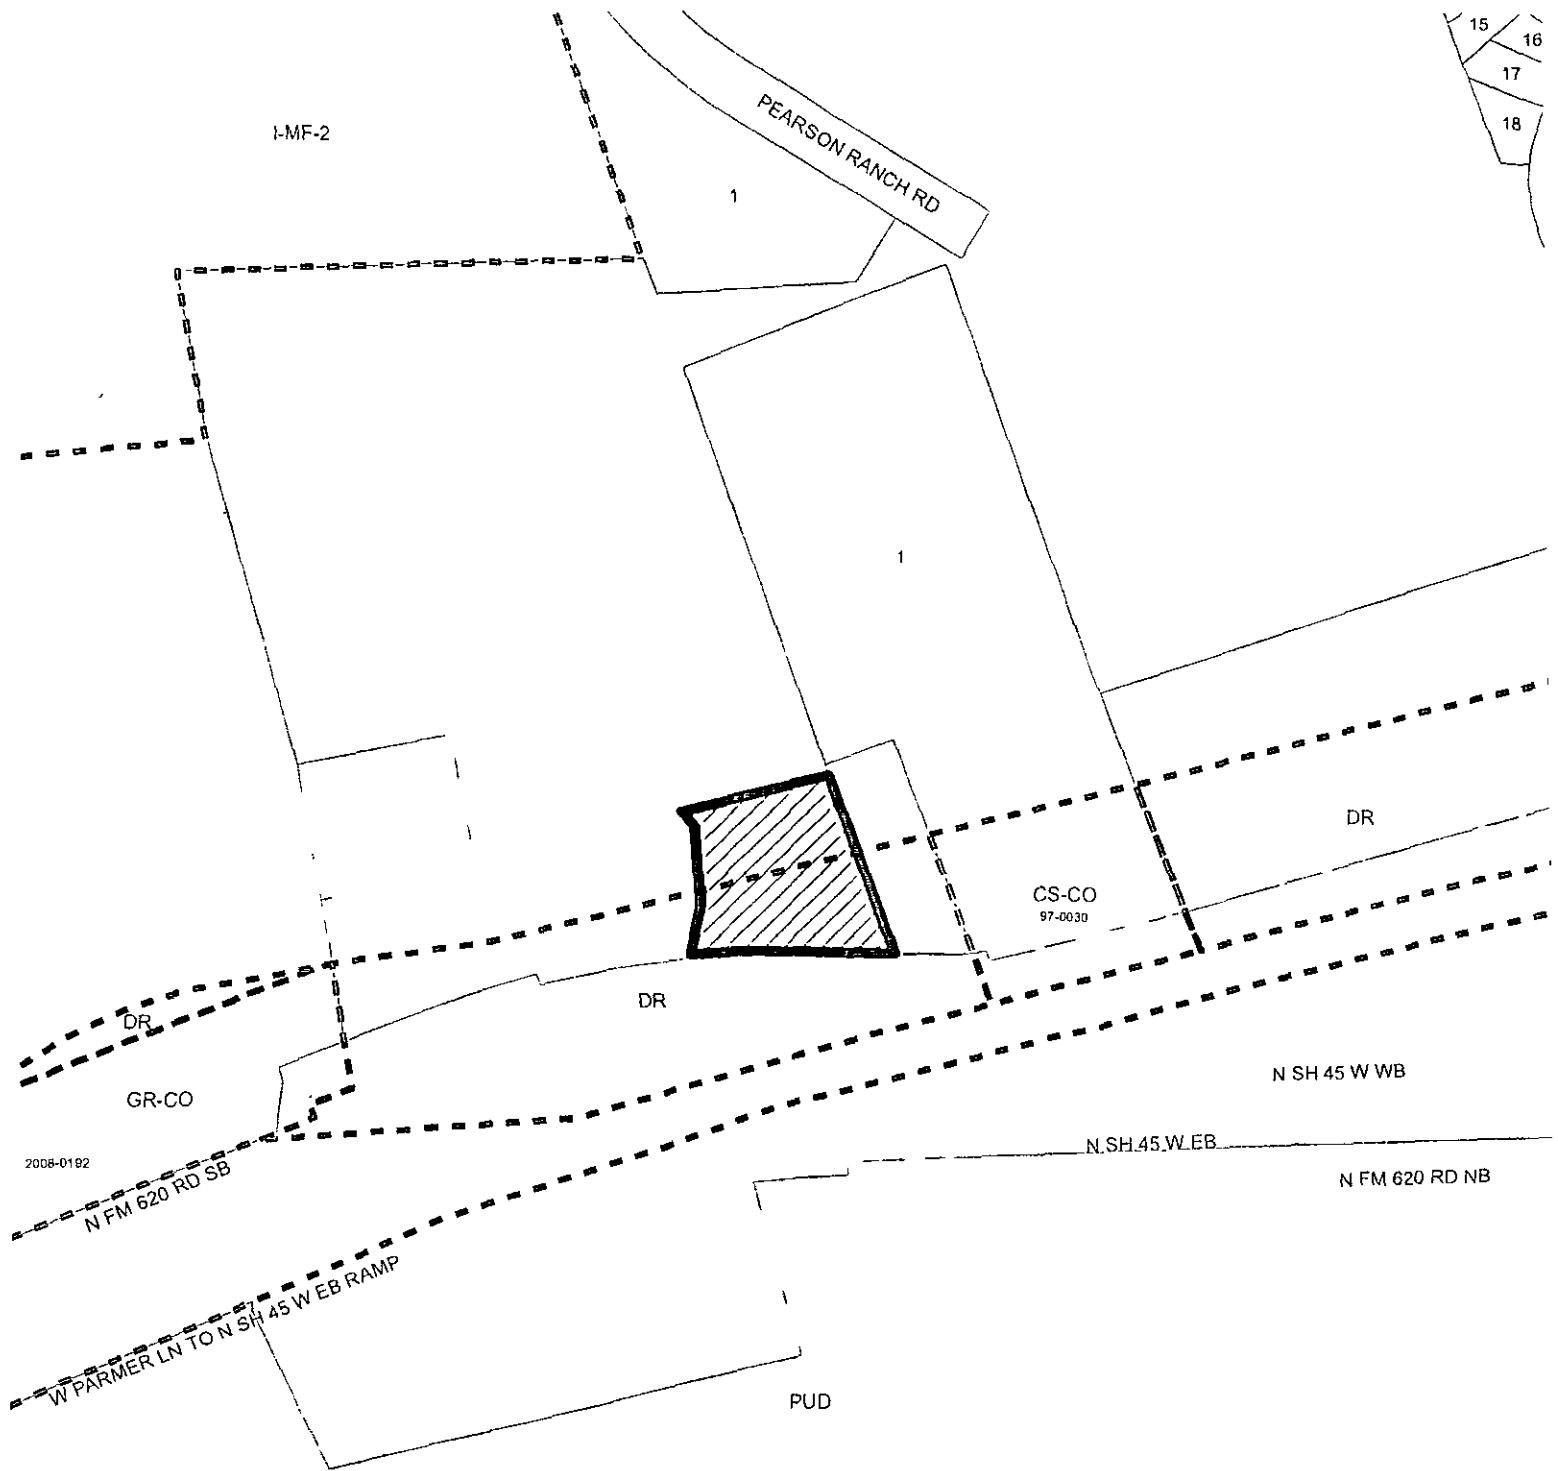 15
16
17
18
I-MF-2
PEARSON RANCH RD
1
1
DR
CS-CO
97-0030
DR
DR
GR-CO
N SH 45 W WB
N SH 45 W EB
N FM 620 RD NB
2008-0192
N FM 620 RD SB
W PARMER LN TO N SH 45 W EB RAMP
PUD